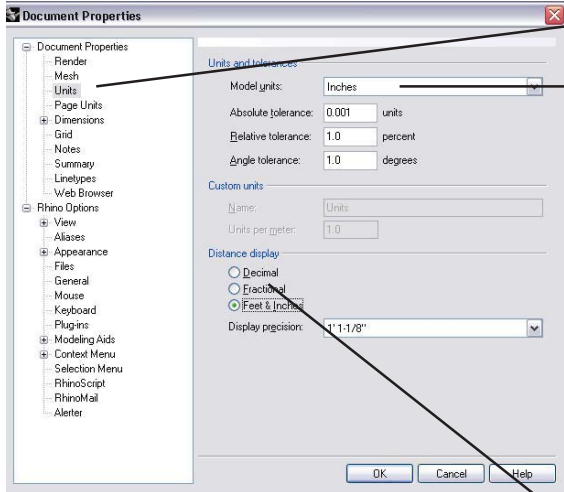 Document Properties
Document Properties
Render
Mesh
Units
Page Units
Dimensions
Grid
Notes
Summary
Linetypes
Web Browser
Rhino Options
View
Aliases
Appearance
Files
General
Mouse
Keyboard
Plug-ins
Modeling Aids
Context Menu
Selection Menu
RhinoScript
RhinoMail
Alerter
Units and tolerances
Model units: Inches
Absolute tolerance: 0.001 units
Relative tolerance: 1.0 percent
Angle tolerance: 1.0 degrees
Custom units
Name: Units
Units per meter: 1.0
Distance display
Decimal
Fractional
Feet & Inches
Display precision: 1' 1-1/8"
OK Cancel Help